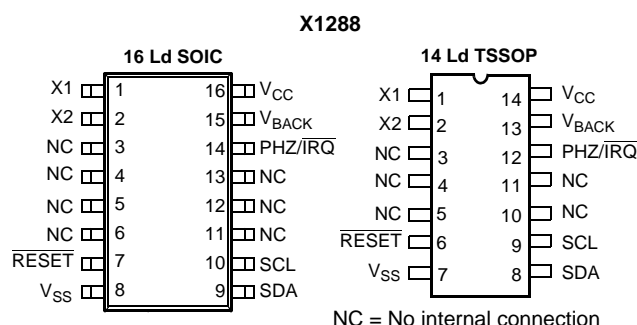 X1288
16 Ld SOIC
X1 1 16 VCC
X2 2 15 VBACK
NC 3 14 PHZ/IRQ
NC 4 13 NC
NC 5 12 NC
NC 6 11 NC
RESET 7 10 SCL
VSS 8 9 SDA
14 Ld TSSOP
X1 1 14 VCC
X2 2 13 VBACK
NC 3 12 PHZ/IRQ
NC 4 11 NC
NC 5 10 NC
RESET 6 9 SCL
VSS 7 8 SDA
NC = No internal connection